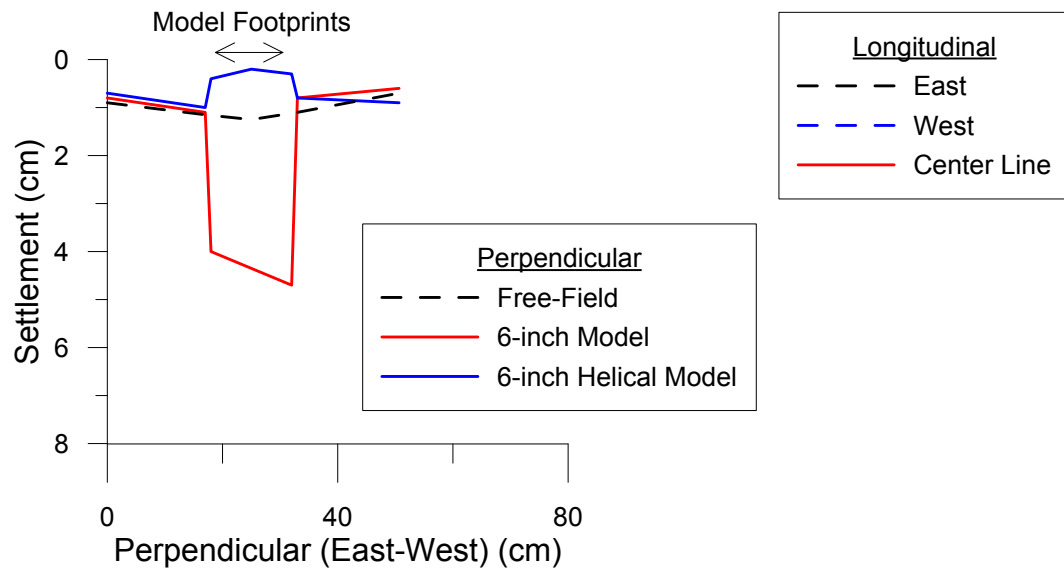 Model Footprints
0
2
4
6
8
Settlement (cm)
0
40
80
Perpendicular (East-West) (cm)
Perpendicular
Free-Field
6-inch Model
6-inch Helical Model
Longitudinal
East
West
Center Line